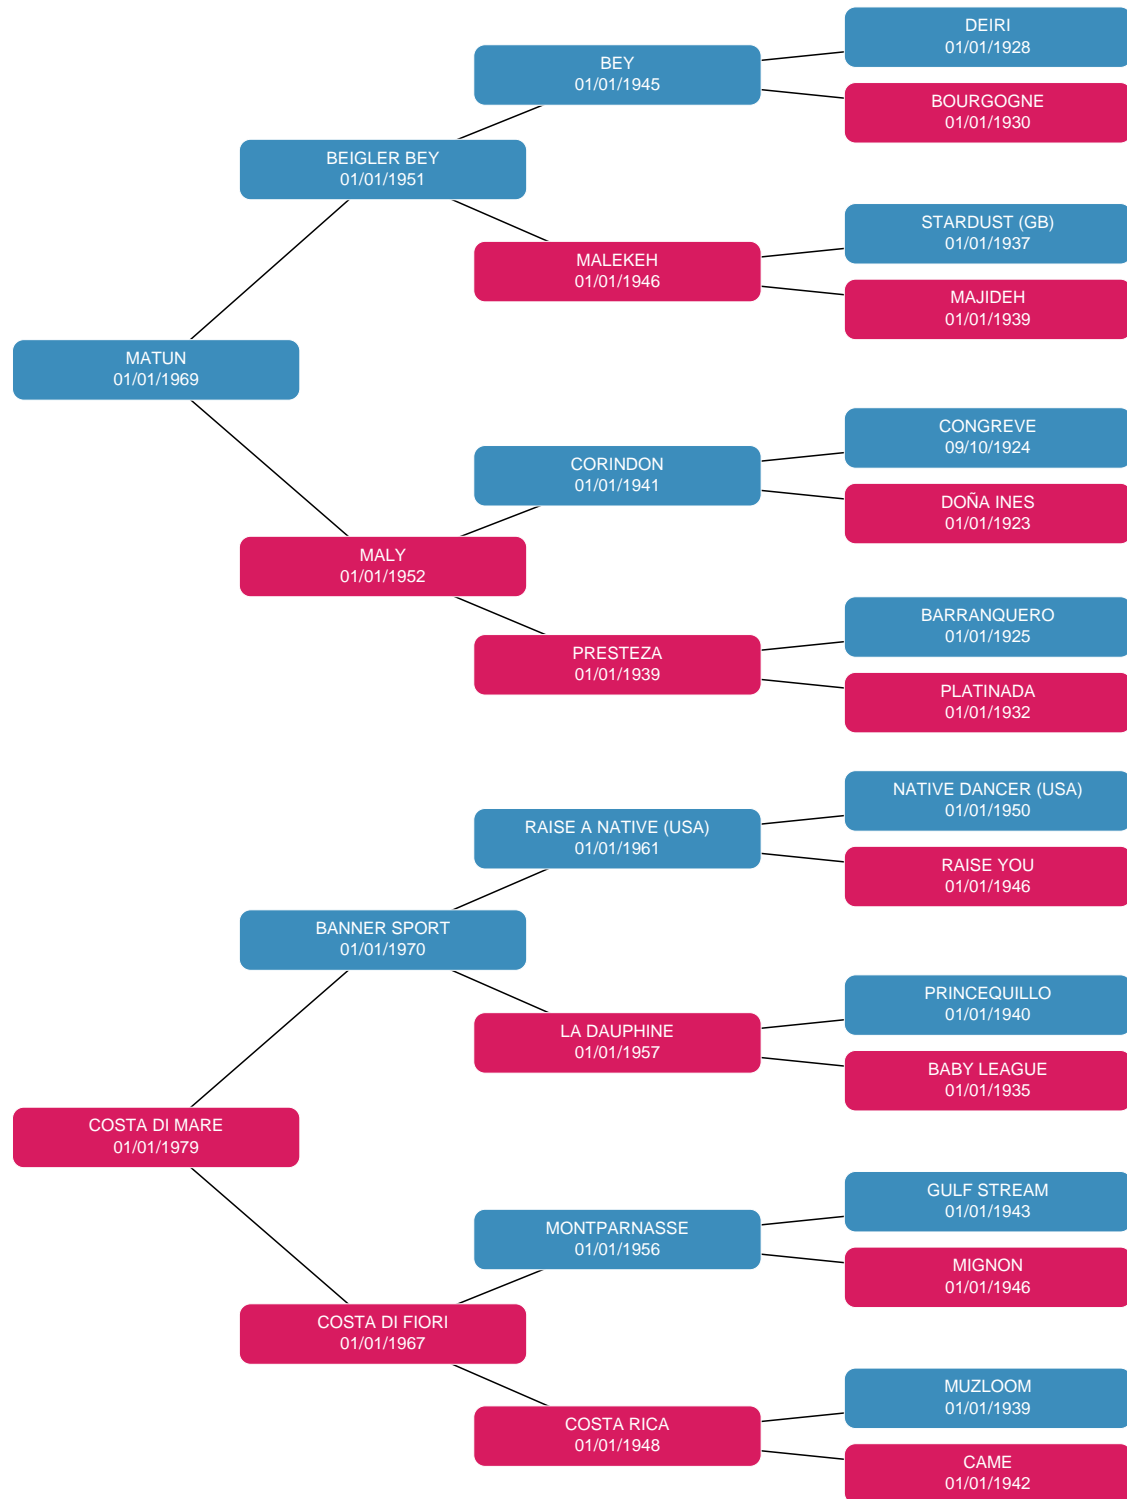 DEIRI
01/01/1928
BEY
01/01/1945
BOURGOGNE
01/01/1930
BEIGLER BEY
01/01/1951
STARDUST (GB)
01/01/1937
MALEKEH
01/01/1946
MAJIDEH
01/01/1939
MATUN
01/01/1969
CONGREVE
09/10/1924
CORINDON
01/01/1941
DOÑA INES
01/01/1923
MALY
01/01/1952
BARRANQUERO
01/01/1925
PRESTEZA
01/01/1939
PLATINADA
01/01/1932
NATIVE DANCER (USA)
01/01/1950
RAISE A NATIVE (USA)
01/01/1961
RAISE YOU
01/01/1946
BANNER SPORT
01/01/1970
PRINCEQUILLO
01/01/1940
LA DAUPHINE
01/01/1957
BABY LEAGUE
01/01/1935
COSTA DI MARE
01/01/1979
GULF STREAM
01/01/1943
MONTPARNASSE
01/01/1956
MIGNON
01/01/1946
COSTA DI FIORI
01/01/1967
MUZLOOM
01/01/1939
COSTA RICA
01/01/1948
CAME
01/01/1942